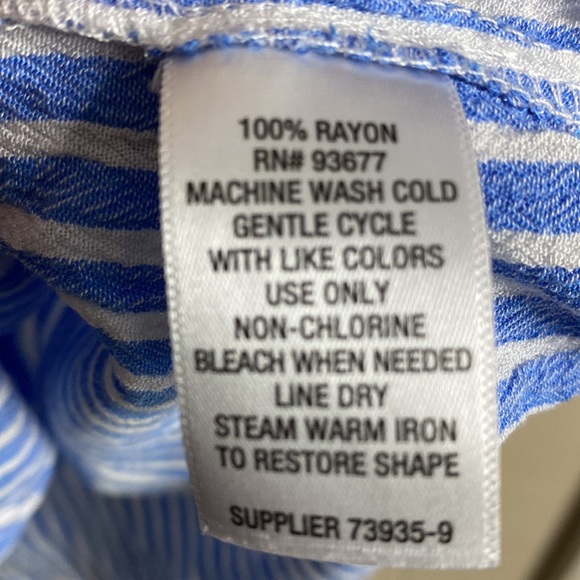 100% RAYON
RN# 93677
MACHINE WASH COLD
GENTLE CYCLE
WITH LIKE COLORS
USE ONLY
NON-CHLORINE
BLEACH WHEN NEEDED
LINE DRY
STEAM WARM IRON
TO RESTORE SHAPE
SUPPLIER 73935-9